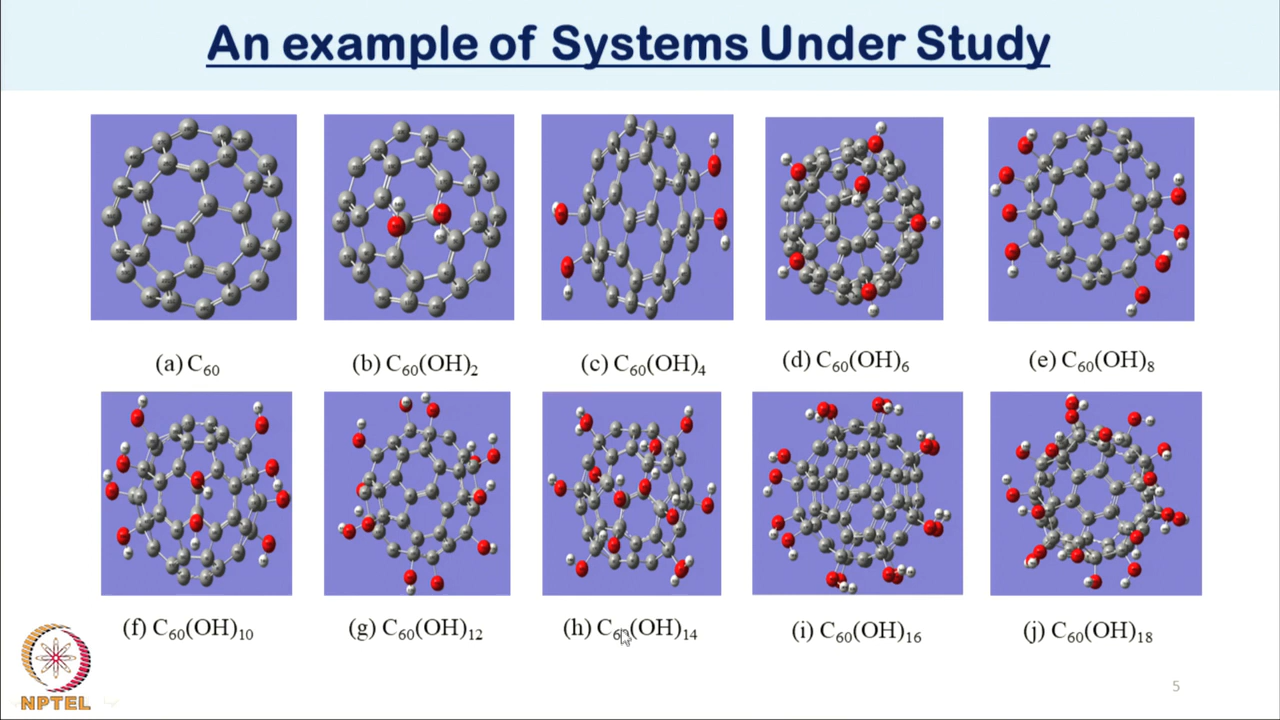 An example of Systems Under Study
(a) C₆₀
(b) C₆₀(OH)₂
(c) C₆₀(OH)₄
(d) C₆₀(OH)₆
(e) C₆₀(OH)₈
(f) C₆₀(OH)₁₀
(g) C₆₀(OH)₁₂
(h) C₆₀(OH)₁₄
(i) C₆₀(OH)₁₆
(j) C₆₀(OH)₁₈
NPTEL
5